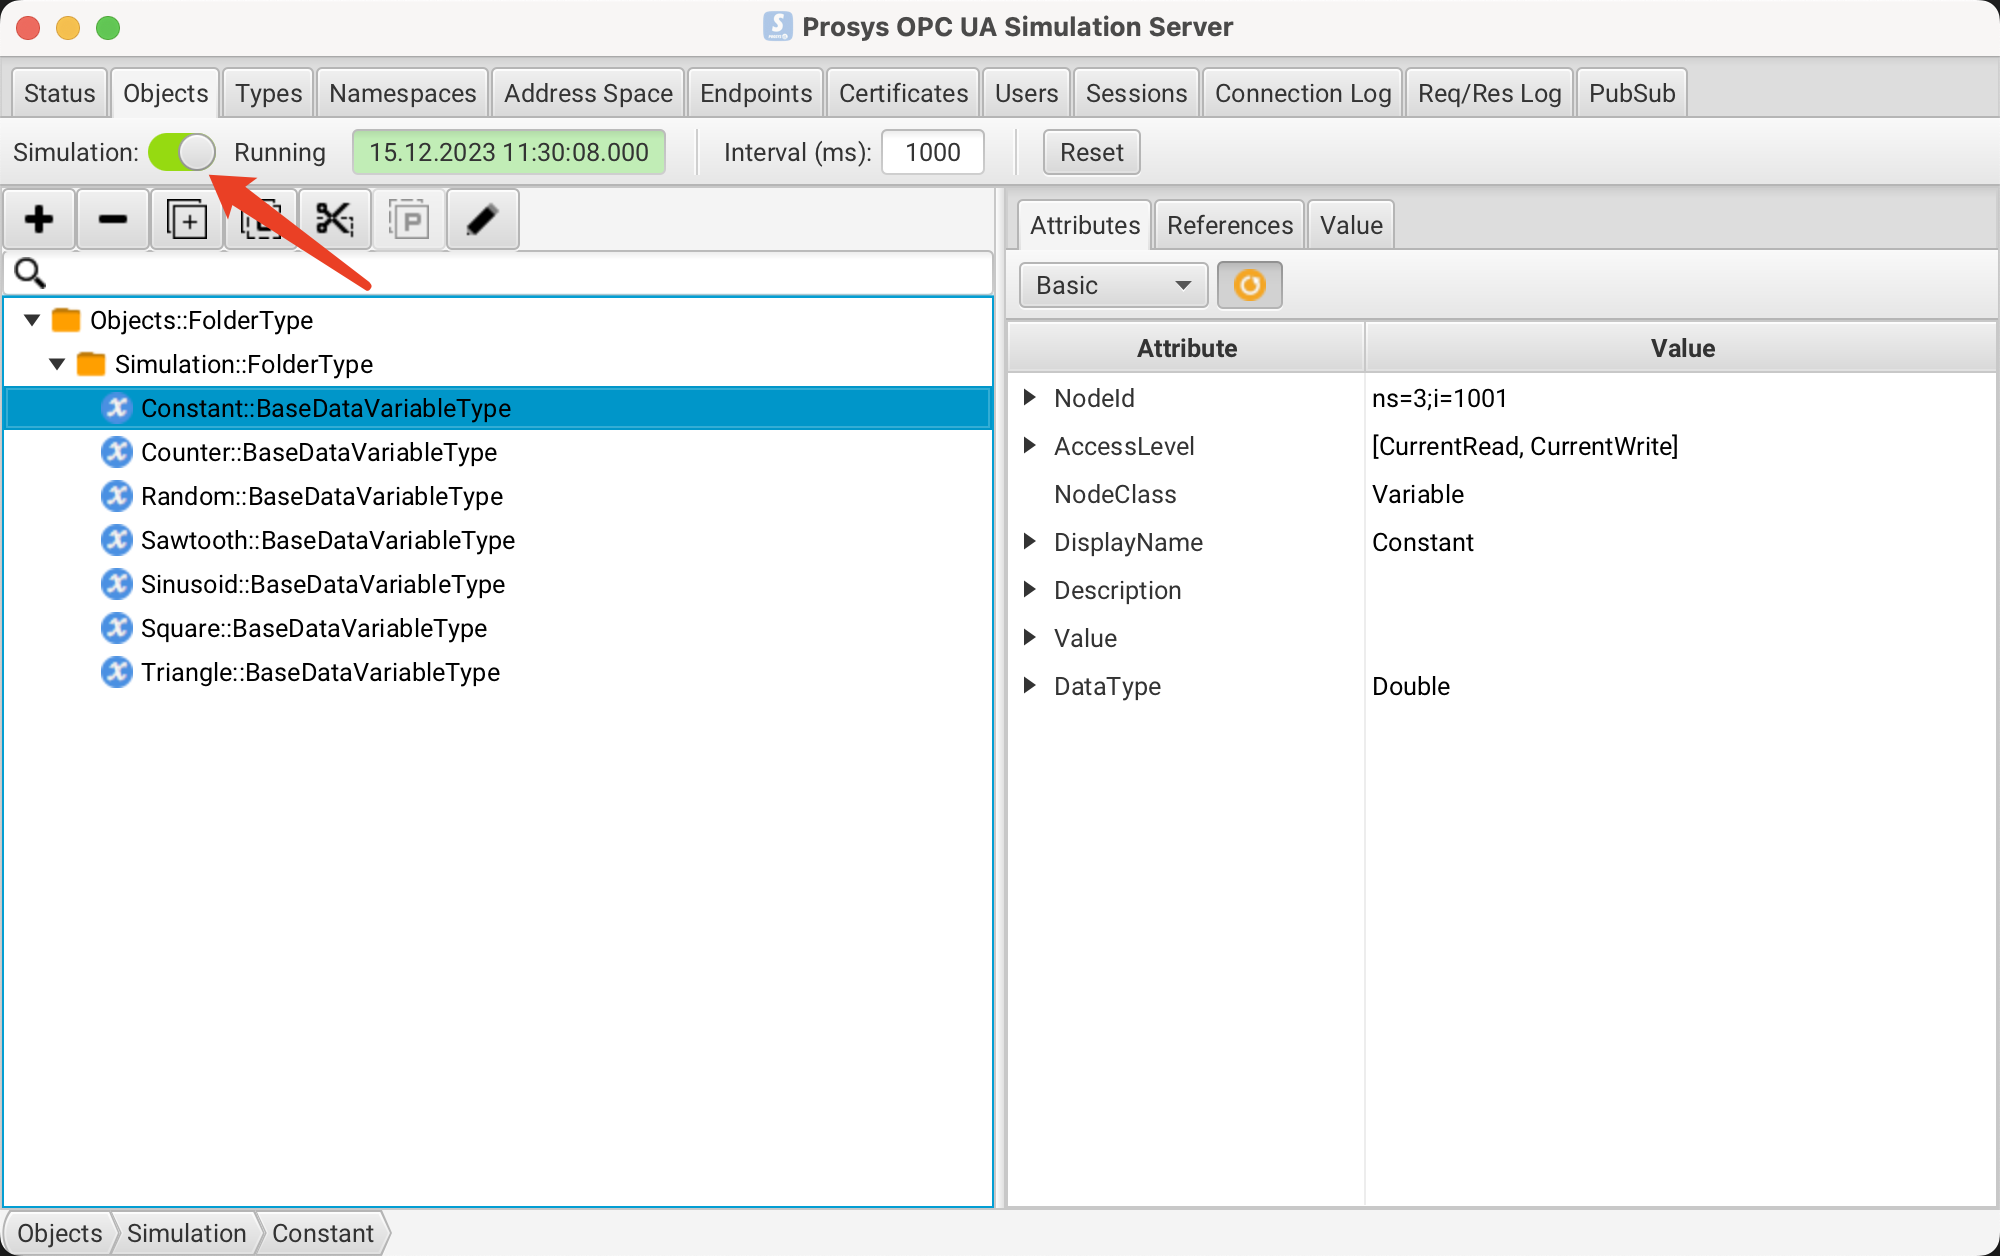 Prosys OPC UA Simulation Server
Status Objects Types Namespaces Address Space Endpoints Certificates Users Sessions Connection Log Req/Res Log PubSub
Simulation: Running 15.12.2023 11:30:08.000 Interval (ms): 1000 Reset
P
Attributes References Value
Basic
Objects::FolderType
Simulation::FolderType
Constant::BaseDataVariableType
Counter::BaseDataVariableType
Random::BaseDataVariableType
Sawtooth::BaseDataVariableType
Sinusoid::BaseDataVariableType
Square::BaseDataVariableType
Triangle::BaseDataVariableType
Attribute Value
NodeId ns=3;i=1001
AccessLevel [CurrentRead, CurrentWrite]
NodeClass Variable
DisplayName Constant
Description
Value
DataType Double
Objects Simulation Constant